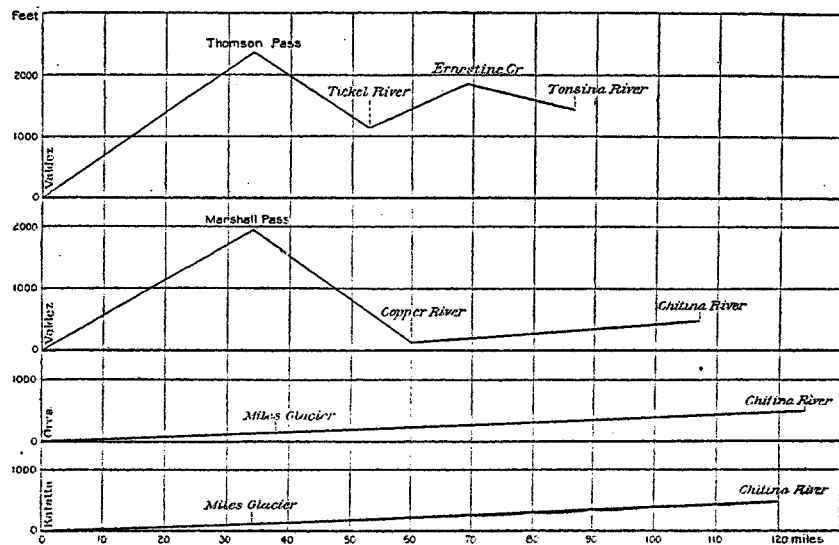 Feet
Thomson Pass
2000
Tiekel River
Ernestine Cr
Tonsina River
1000
Valdez
0
Marshall Pass
2000
1000
Copper River
Chitina River
Valdez
0
1000
Miles Glacier
Chitina River
Orca
0
1000
Miles Glacier
Chitina River
Katalla
0
0
10
20
30
40
50
60
70
80
90
100
110
120 miles